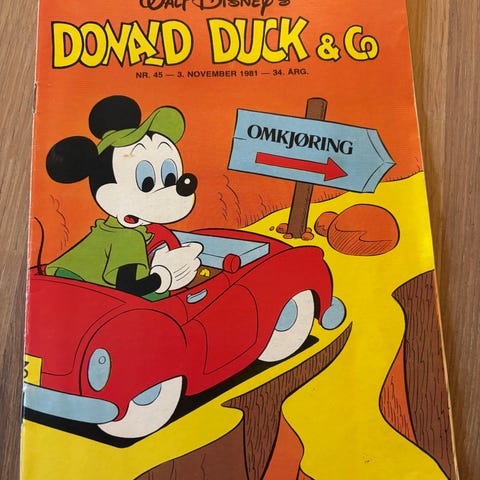 WALT DISNEY'S
DONALD DUCK & Co
NR. 45 — 3. NOVEMBER 1981 — 34. ÅRG.
OMKJØRING